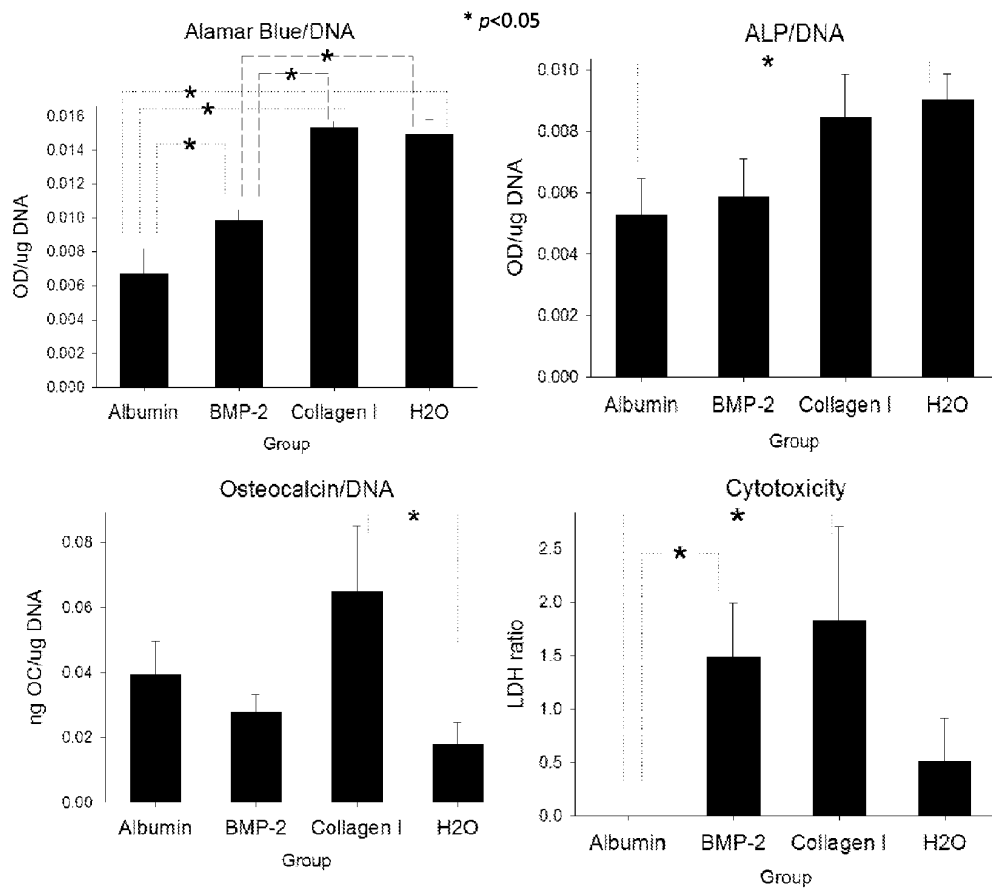 * p<0.05
Alamar Blue/DNA
*
*
*
*
*
0.016
0.014
0.012
0.010
0.008
0.006
0.004
0.002
0.000
OD/ug DNA
Albumin BMP-2 Collagen I H2O
Group
ALP/DNA
*
0.010
0.008
0.006
0.004
0.002
0.000
OD/ug DNA
Albumin BMP-2 Collagen I H2O
Group
Osteocalcin/DNA
*
0.08
0.06
0.04
0.02
0.00
ng OC/ug DNA
Albumin BMP-2 Collagen I H2O
Group
Cytotoxicity
*
*
2.5
2.0
1.5
1.0
0.5
0.0
LDH ratio
Albumin BMP-2 Collagen I H2O
Group